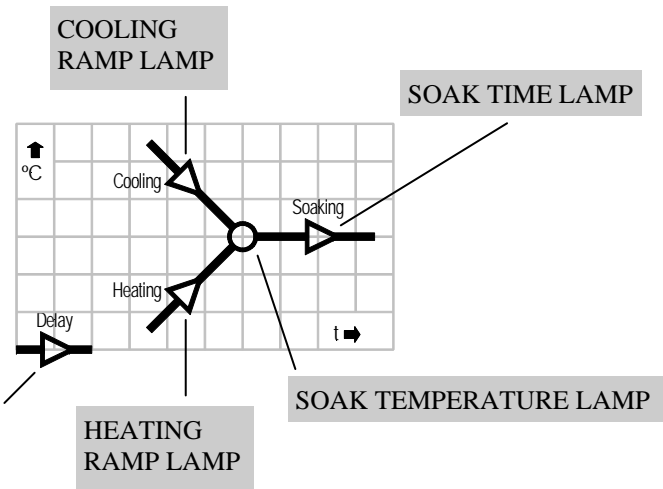 COOLING
RAMP LAMP
SOAK TIME LAMP
ºC
Cooling
Soaking
Heating
Delay
t
SOAK TEMPERATURE LAMP
HEATING
RAMP LAMP